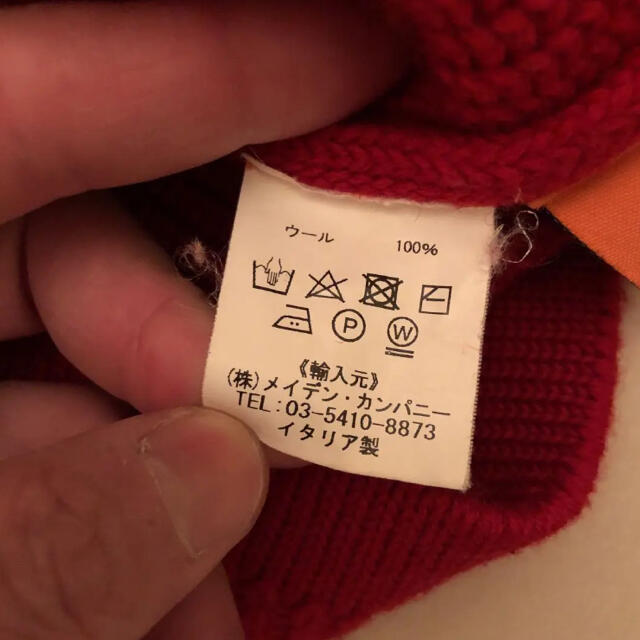 ウール 100%
P W
《輸入元》
(株)メイデン・カンパニー
TEL:03-5410-8873
イタリア製